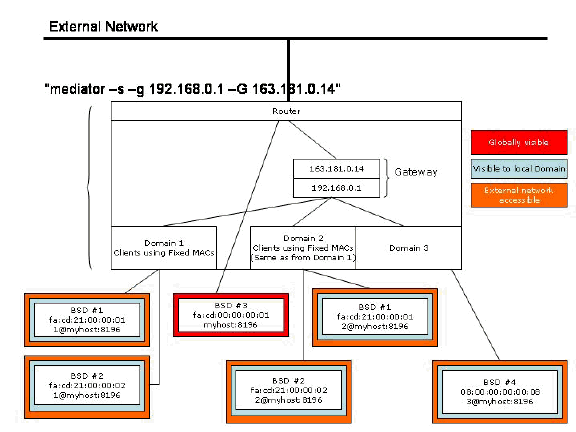 External Network
"mediator –s –g 192.168.0.1 –G 163.181.0.14"
Router
163.181.0.14
192.168.0.1
Gateway
Globally visible
Visible to local Domain
External network
accessible
Domain 1
Clients using Fixed MACs
Domain 2
Clients using Fixed MACs
(Same as from Domain 1)
Domain 3
BSD #1
fa:cd:21:00:00:01
1@myhost:8196
BSD #3
fa:cd:00:00:00:01
myhost:8196
BSD #1
fa:cd:21:00:00:01
2@myhost:8196
BSD #2
fa:cd:21:00:00:02
1@myhost:8196
BSD #2
fa:cd:21:00:00:02
2@myhost:8196
BSD #4
08:00:00:00:00:08
3@myhost:8196